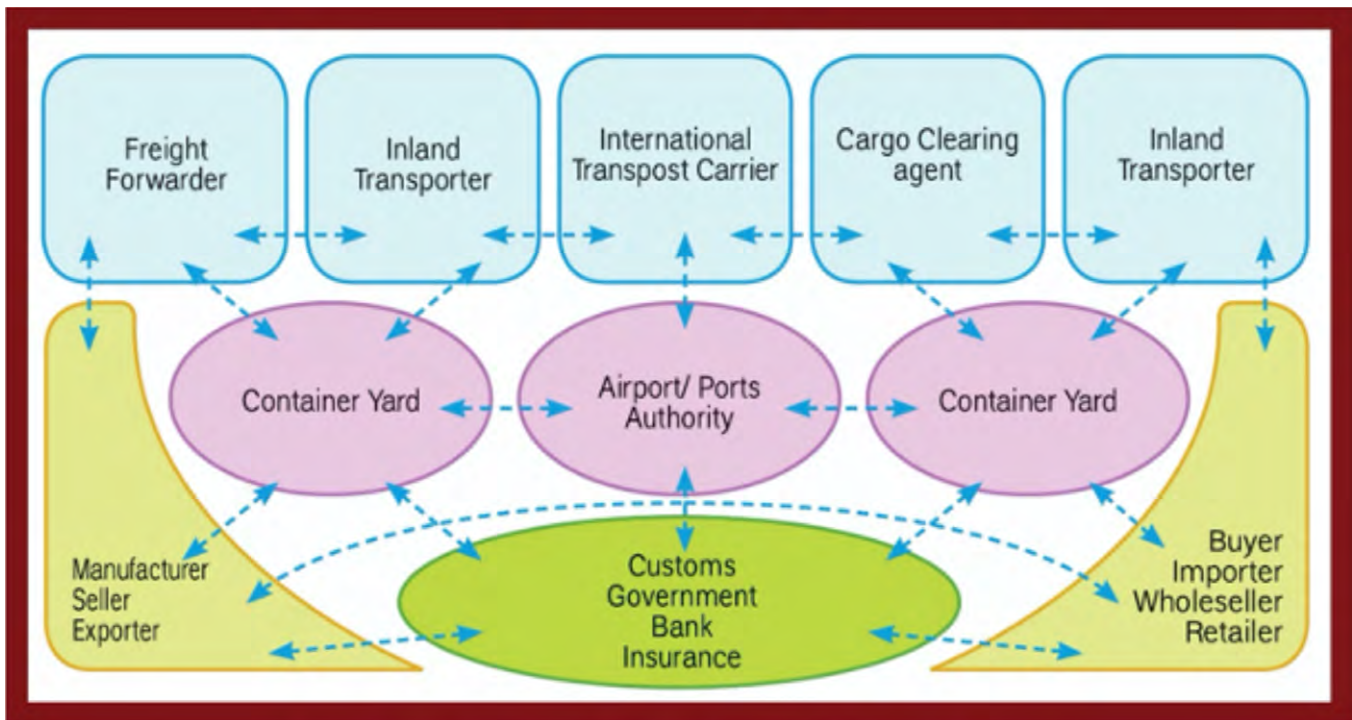 Freight
Forwarder
Inland
Transporter
International
Transpost Carrier
Cargo Clearing
agent
Inland
Transporter
Container Yard
Airport/ Ports
Authority
Container Yard
Manufacturer
Seller
Exporter
Customs
Government
Bank
Insurance
Buyer
Importer
Wholeseller
Retailer